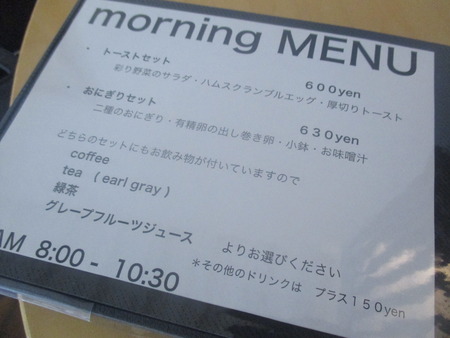 morning MENU
・ トーストセット 600yen
彩り野菜のサラダ・ハムスクランブルエッグ・厚切りトースト
・ おにぎりセット 630yen
二種のおにぎり・有精卵の出し巻き卵・小鉢・お味噌汁
どちらのセットにもお飲み物が付いていますので
coffee
tea （earl gray）
緑茶
グレープフルーツジュース よりお選びください
＊その他のドリンクは プラス150yen
AM 8:00 - 10:30